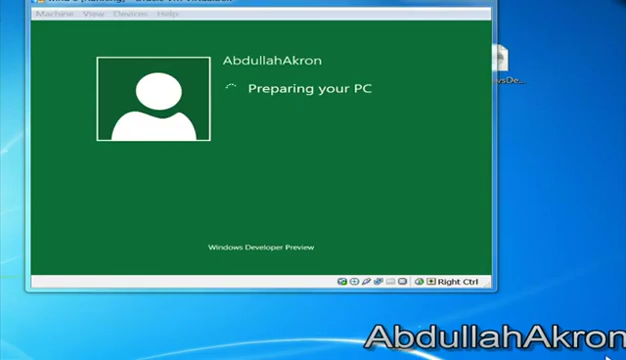 Machine View Devices Help
AbdullahAkron
Preparing your PC
Windows Developer Preview
Right Ctrl
AbdullahAkron